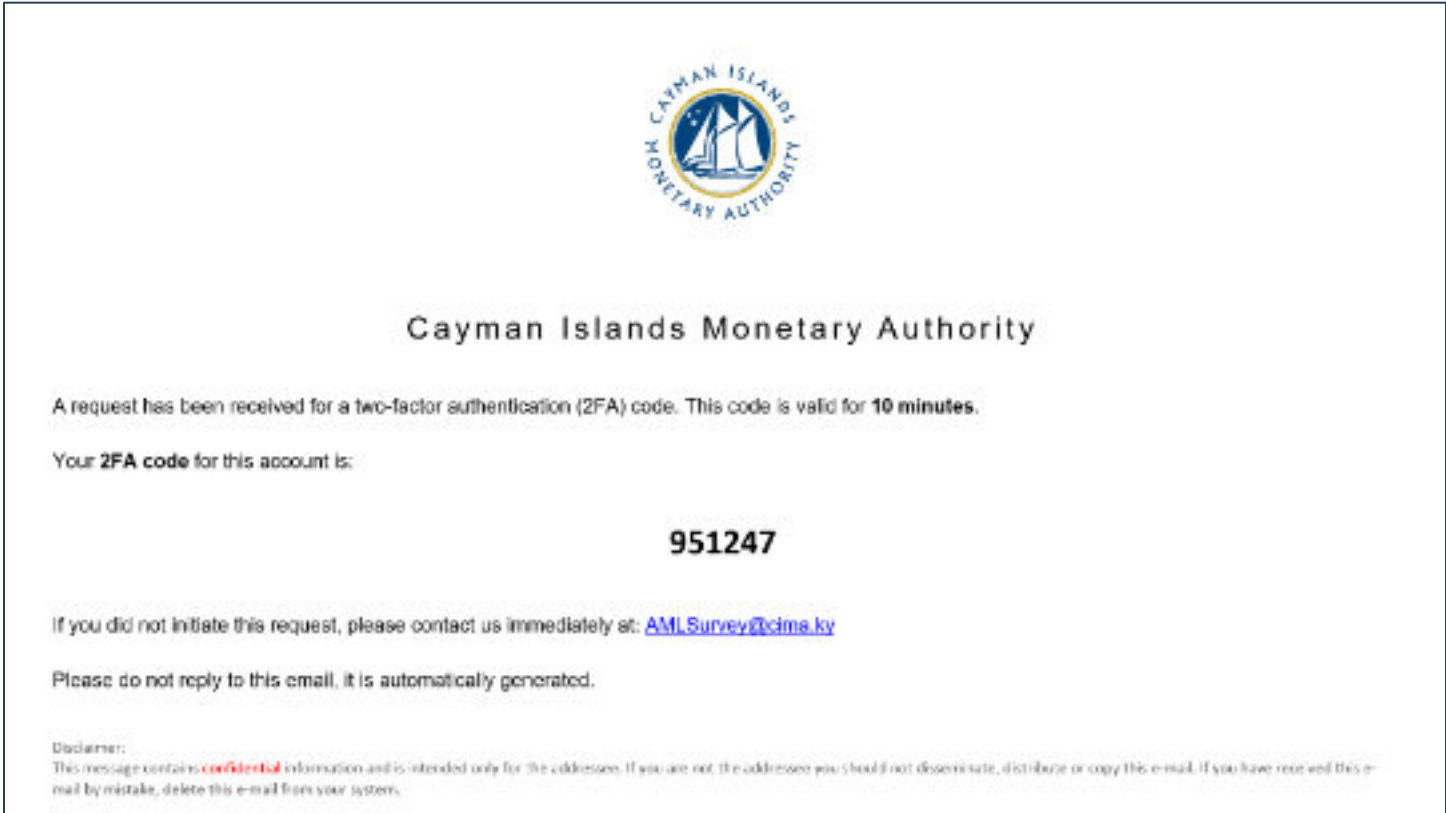 CAYMAN ISLANDS
MONETARY AUTHORITY
Cayman Islands Monetary Authority
A request has been received for a two-factor authentication (2FA) code. This code is valid for 10 minutes.
Your 2FA code for this account is:
951247
If you did not initiate this request, please contact us immediately at: AMLSurvey@cima.ky
Please do not reply to this email, it is automatically generated.
Disclaimer:
This message contains confidential information and is intended only for the addressee. If you are not the addressee you should not disseminate, distribute or copy this e-mail. If you have received this e-
mail by mistake, delete this e-mail from your system.